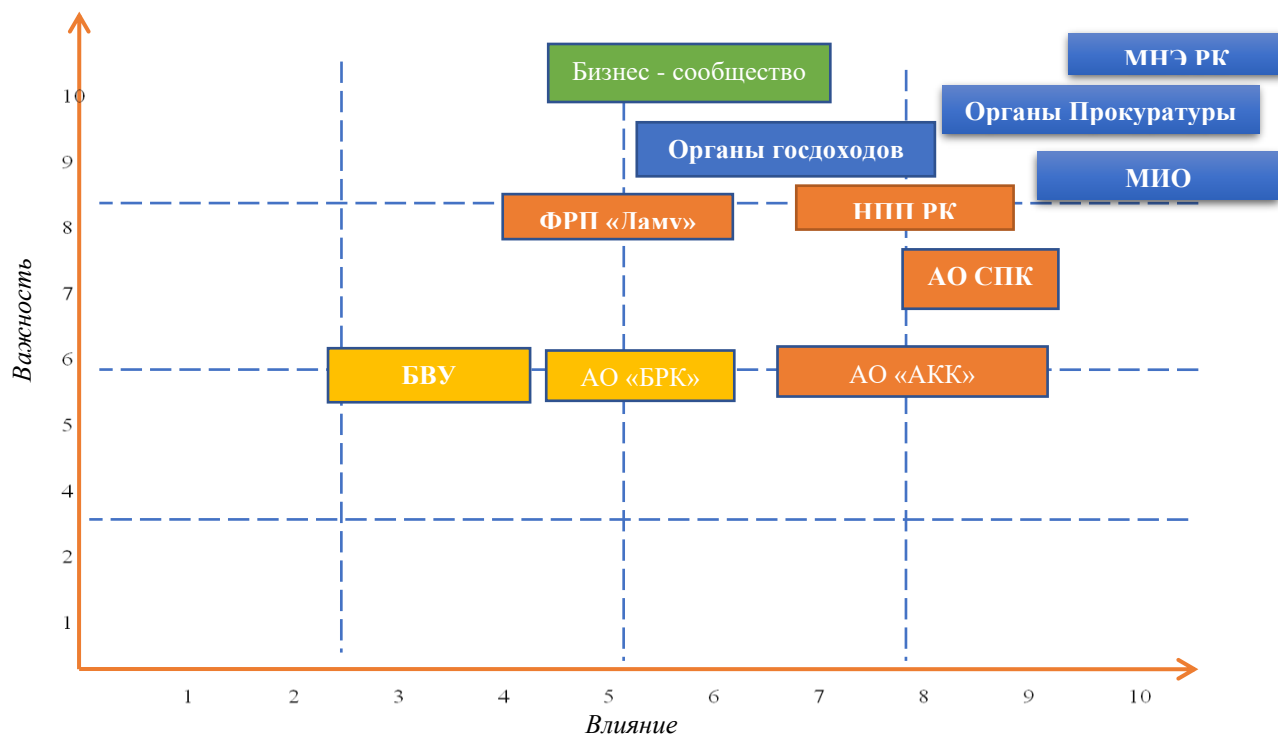 МНЭ РК
Бизнес - сообщество
10
Органы Прокуратуры
Органы госдоходов
9
МИО
ФРП «Даму»
НПП РК
8
АО СПК
7
Важность
6
БВУ
АО «БРК»
АО «АКК»
5
4
2
1
1 2 3 4 5 6 7 8 9 10
Влияние